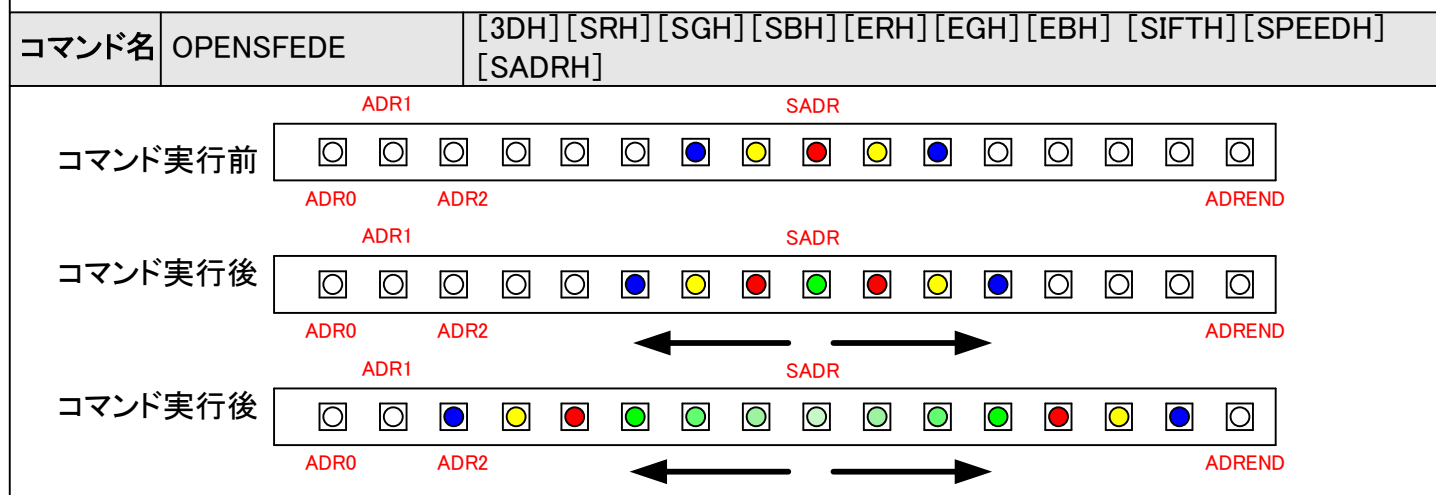 コマンド名 OPENSFEDE [3DH][SRH][SGH][SBH][ERH][EGH][EBH] [SIFTH][SPEEDH]
[SADRH]
ADR1 SADR
コマンド実行前
ADR0 ADR2 ADREND
ADR1 SADR
コマンド実行後
ADR0 ADR2 ADREND
ADR1 SADR
コマンド実行後
ADR0 ADR2 ADREND